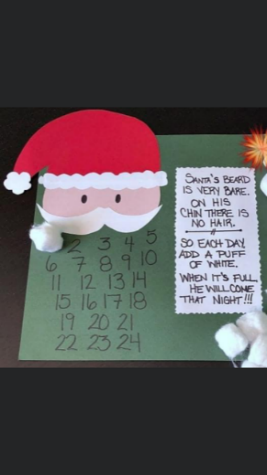 2 3 4 5
6 7 8 9 10
11 12 13 14
15 16 17 18
19 20 21
22 23 24
SANTA'S BEARD
IS VERY BARE.
ON HIS
CHIN THERE IS
NO HAIR.
SO EACH DAY,
ADD A PUFF
OF WHITE.
WHEN IT'S FULL,
HE WILL COME
THAT NIGHT!!!